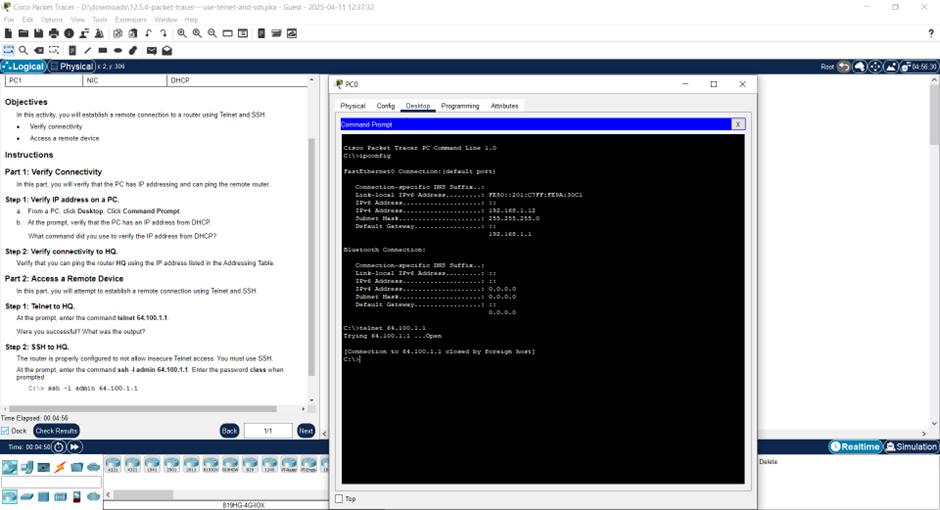 Cisco Packet Tracer - D:\downloads\12.5.4-packet-tracer---use-telnet-and-ssh.pka - Guest - 2025-04-11 12:37:32
File Edit Options View Tools Extensions Window Help
Logical Physical x: 2, y: 306
Root 04:56:30
PC1 NIC DHCP
Objectives
In this activity, you will establish a remote connection to a router using Telnet and SSH.
• Verify connectivity
• Access a remote device
Instructions
Part 1: Verify Connectivity
In this part, you will verify that the PC has IP addressing and can ping the remote router.
Step 1: Verify IP address on a PC.
a. From a PC, click Desktop. Click Command Prompt.
b. At the prompt, verify that the PC has an IP address from DHCP.
What command did you use to verify the IP address from DHCP?
Step 2: Verify connectivity to HQ.
Verify that you can ping the router HQ using the IP address listed in the Addressing Table.
Part 2: Access a Remote Device
In this part, you will attempt to establish a remote connection using Telnet and SSH.
Step 1: Telnet to HQ.
At the prompt, enter the command telnet 64.100.1.1.
Were you successful? What was the output?
Step 2: SSH to HQ.
The router is properly configured to not allow insecure Telnet access. You must use SSH.
At the prompt, enter the command ssh -l admin 64.100.1.1. Enter the password class when
prompted.
C:\> ssh -l admin 64.100.1.1
Time Elapsed: 00:04:56
Dock Check Results Back 1/1 Next
Time: 00:04:50
819HG-4G-IOX
PC0
Physical Config Desktop Programming Attributes
Command Prompt X
Cisco Packet Tracer PC Command Line 1.0
C:\>ipconfig
FastEthernet0 Connection:(default port)
Connection-specific DNS Suffix..:
Link-local IPv6 Address.........: FE80::201:C7FF:FE9A:30C1
IPv6 Address....................: ::
IPv4 Address....................: 192.168.1.12
Subnet Mask.....................: 255.255.255.0
Default Gateway.................: ::
192.168.1.1
Bluetooth Connection:
Connection-specific DNS Suffix..:
Link-local IPv6 Address.........: ::
IPv6 Address....................: ::
IPv4 Address....................: 0.0.0.0
Subnet Mask.....................: 0.0.0.0
Default Gateway.................: ::
0.0.0.0
C:\>telnet 64.100.1.1
Trying 64.100.1.1 ...Open
[Connection to 64.100.1.1 closed by foreign host]
C:\>
Top
Realtime Simulation
Delete